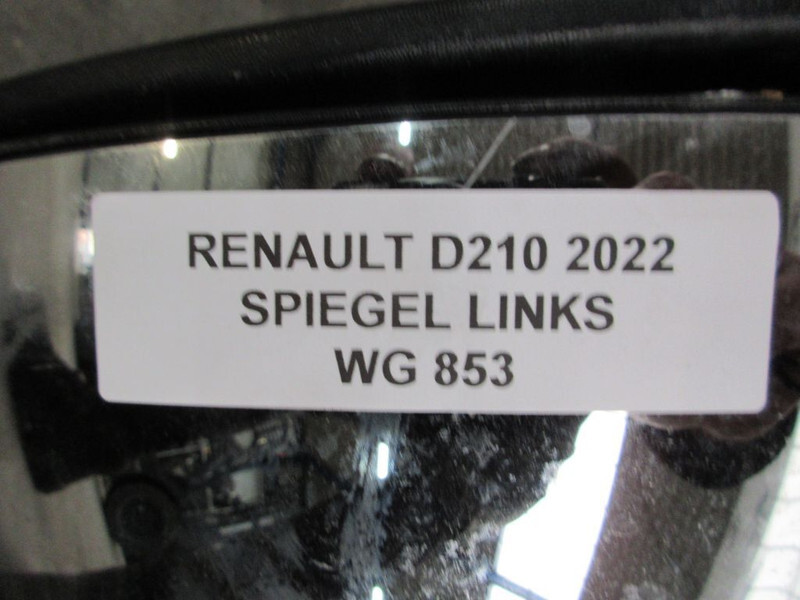 RENAULT D210 2022
SPIEGEL LINKS
WG 853